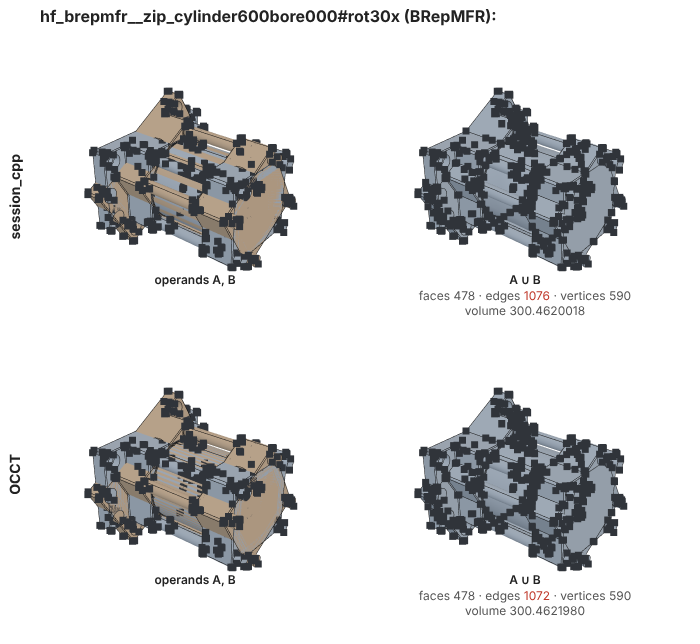 hf_brepmfr__zip_cylinder600bore000#rot30x (BRepMFR):
session_cpp
operands A, B
A ∪ B
faces 478 · edges 1076 · vertices 590
volume 300.4620018
OCCT
operands A, B
A ∪ B
faces 478 · edges 1072 · vertices 590
volume 300.4621980